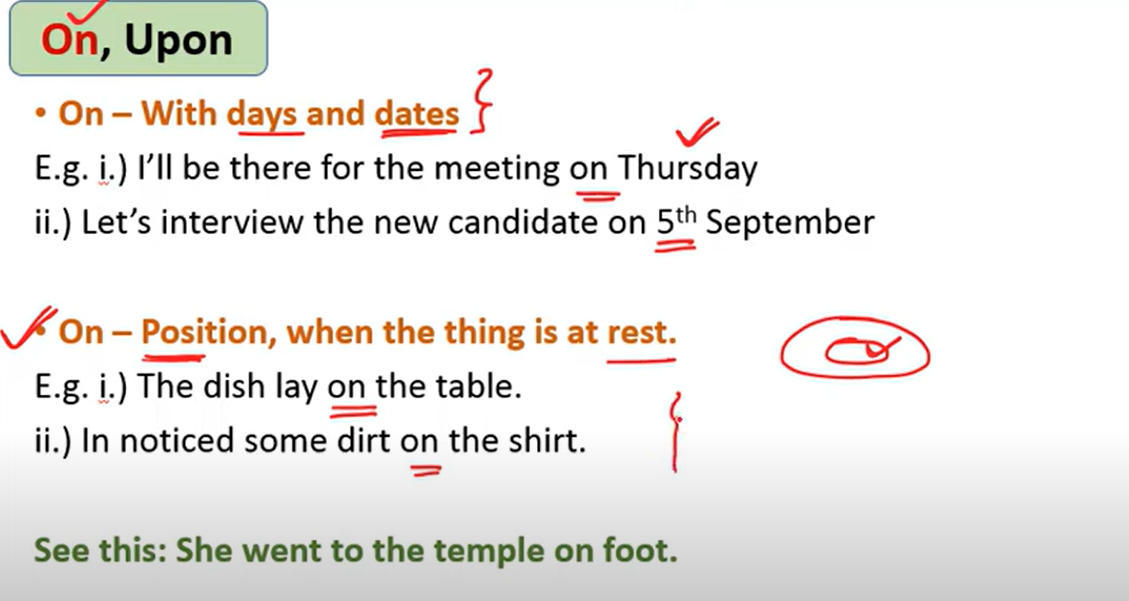 On, Upon
• On – With days and dates
E.g. i.) I’ll be there for the meeting on Thursday
ii.) Let’s interview the new candidate on 5th September
• On – Position, when the thing is at rest.
E.g. i.) The dish lay on the table.
ii.) In noticed some dirt on the shirt.
See this: She went to the temple on foot.